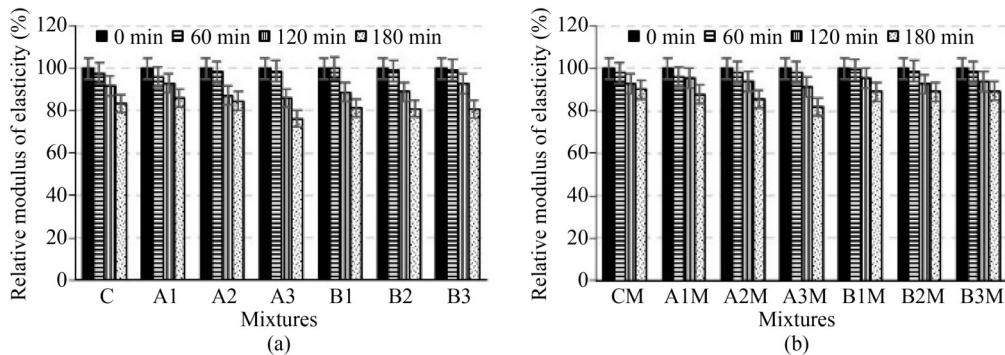 Relative modulus of elasticity (%)
120
100
80
60
40
20
0
0 min 60 min 120 min 180 min
C A1 A2 A3 B1 B2 B3
Mixtures
(a)
Relative modulus of elasticity (%)
120
100
80
60
40
20
0
0 min 60 min 120 min 180 min
CM A1M A2M A3M B1M B2M B3M
Mixtures
(b)